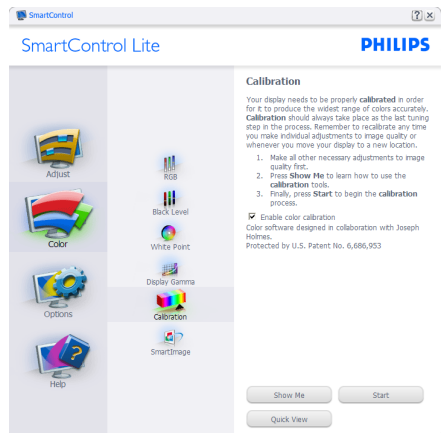 SmartControl
SmartControl Lite
PHILIPS
Adjust
Color
Options
Help
RGB
Black Level
White Point
Display Gamma
Calibration
SmartImage
Calibration
Your display needs to be properly calibrated in order
for it to produce the widest range of colors accurately.
Calibration should always take place as the last tuning
step in the process. Remember to recalibrate any time
you make individual adjustments to image quality or
whenever you move your display to a new location.
1. Make all other necessary adjustments to image
quality first.
2. Press Show Me to learn how to use the
calibration tools.
3. Finally, press Start to begin the calibration
process.
Enable color calibration
Color software designed in collaboration with Joseph
Holmes.
Protected by U.S. Patent No. 6,686,953
Show Me
Start
Quick View